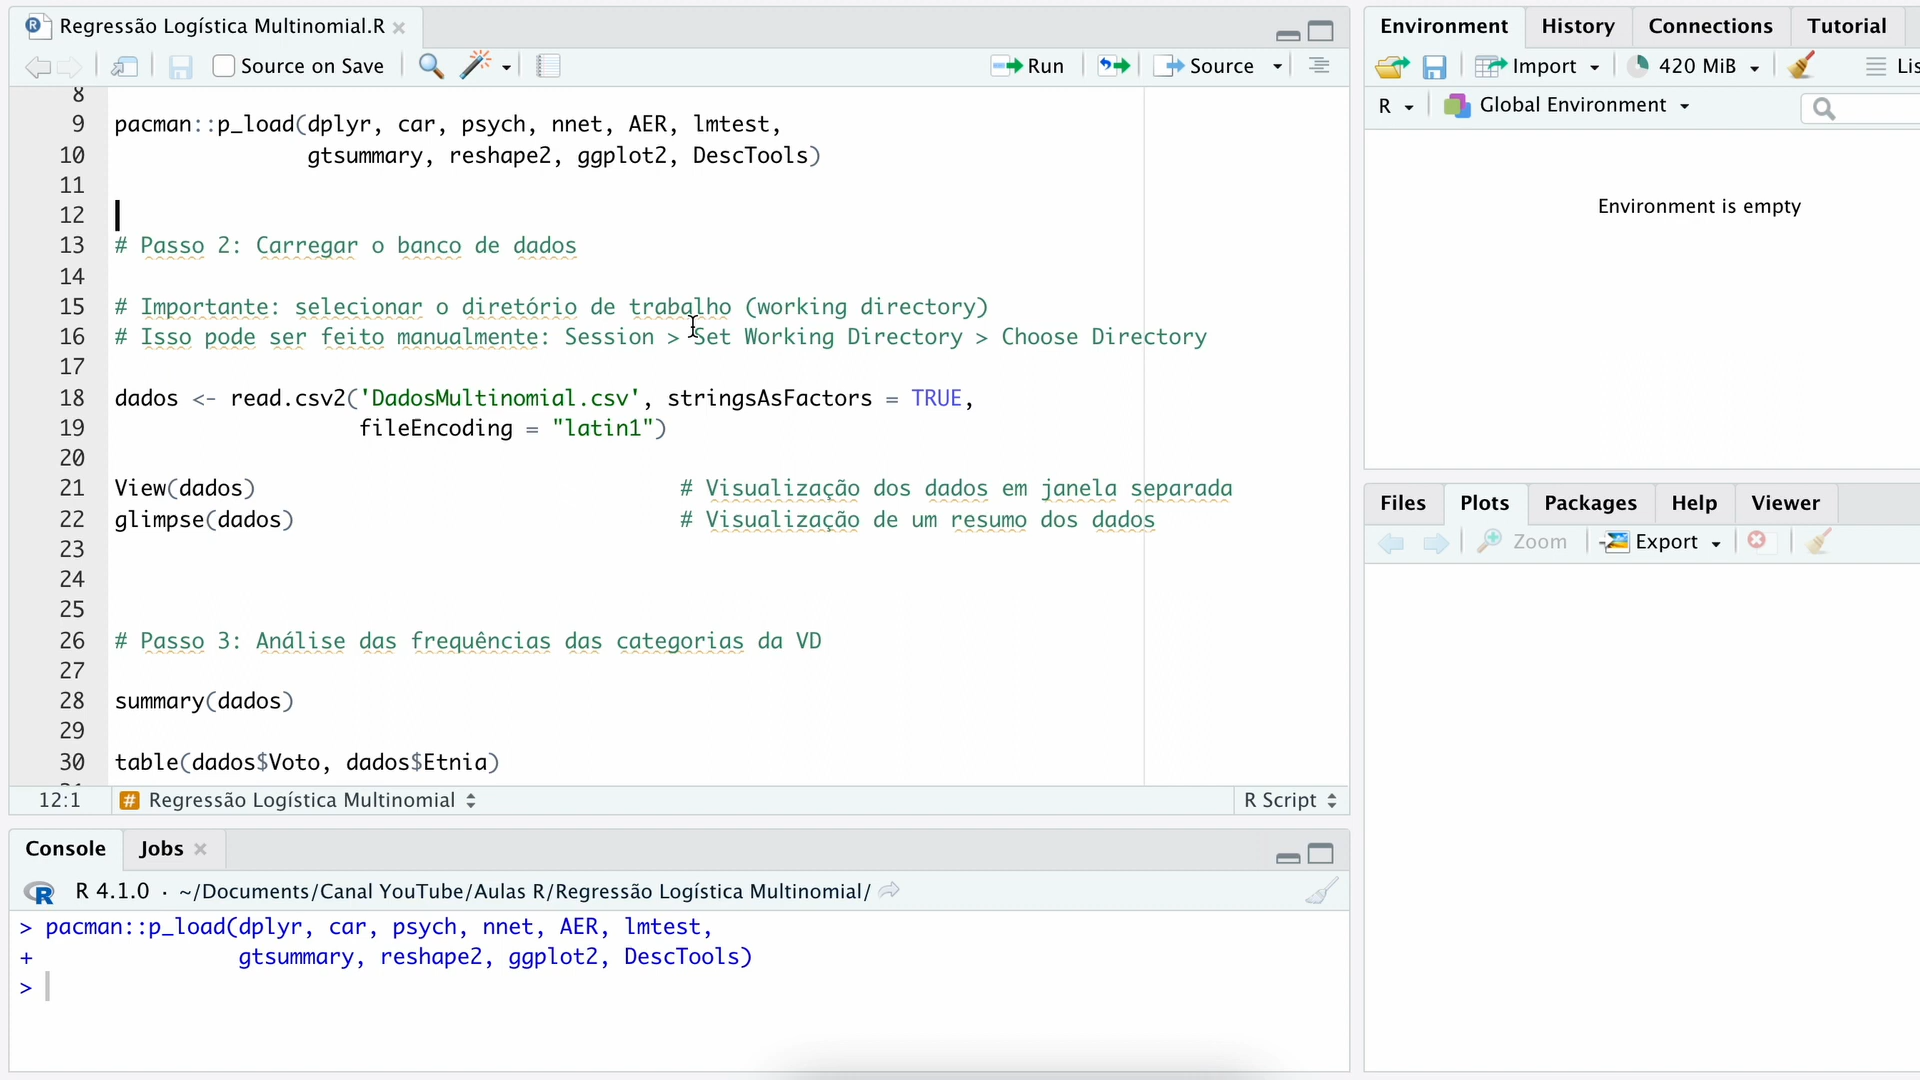 Regressão Logística Multinomial.R
Source on Save
Run
Source
8
9 pacman::p_load(dplyr, car, psych, nnet, AER, lmtest,
10 gtsummary, reshape2, ggplot2, DescTools)
11
12
13 # Passo 2: Carregar o banco de dados
14
15 # Importante: selecionar o diretório de trabalho (working directory)
16 # Isso pode ser feito manualmente: Session > Set Working Directory > Choose Directory
17
18 dados <- read.csv2('DadosMultinomial.csv', stringsAsFactors = TRUE,
19 fileEncoding = "latin1")
20
21 View(dados) # Visualização dos dados em janela separada
22 glimpse(dados) # Visualização de um resumo dos dados
23
24
25
26 # Passo 3: Análise das frequências das categorias da VD
27
28 summary(dados)
29
30 table(dados$Voto, dados$Etnia)
12:1 # Regressão Logística Multinomial R Script
Console Jobs
R 4.1.0 · ~/Documents/Canal YouTube/Aulas R/Regressão Logística Multinomial/
> pacman::p_load(dplyr, car, psych, nnet, AER, lmtest,
+ gtsummary, reshape2, ggplot2, DescTools)
>
Environment History Connections Tutorial
Import 420 MiB Lis
R Global Environment
Environment is empty
Files Plots Packages Help Viewer
Zoom Export